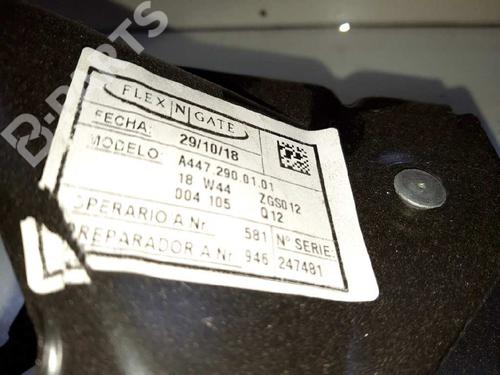 B-PARTS
FLEX N GATE
FECHA: 29/10/18
MODELO: A447.290.01.01
18 W44 ZGS012
004 105 Q12
OPERARIO A Nr. 581 Nº SERIE:
PREPARADOR A Nr. 946 247481